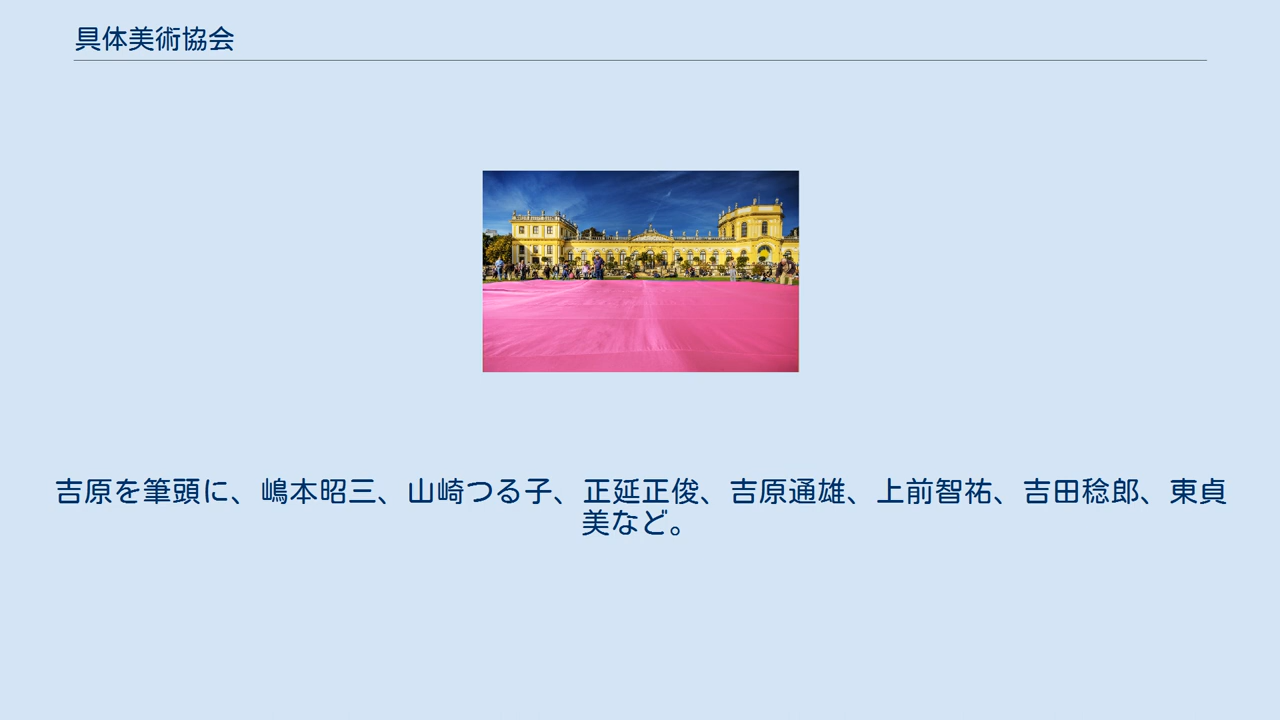 具体美術協会
吉原を筆頭に、嶋本昭三、山崎つる子、正延正俊、吉原通雄、上前智祐、吉田稔郎、東貞
美など。